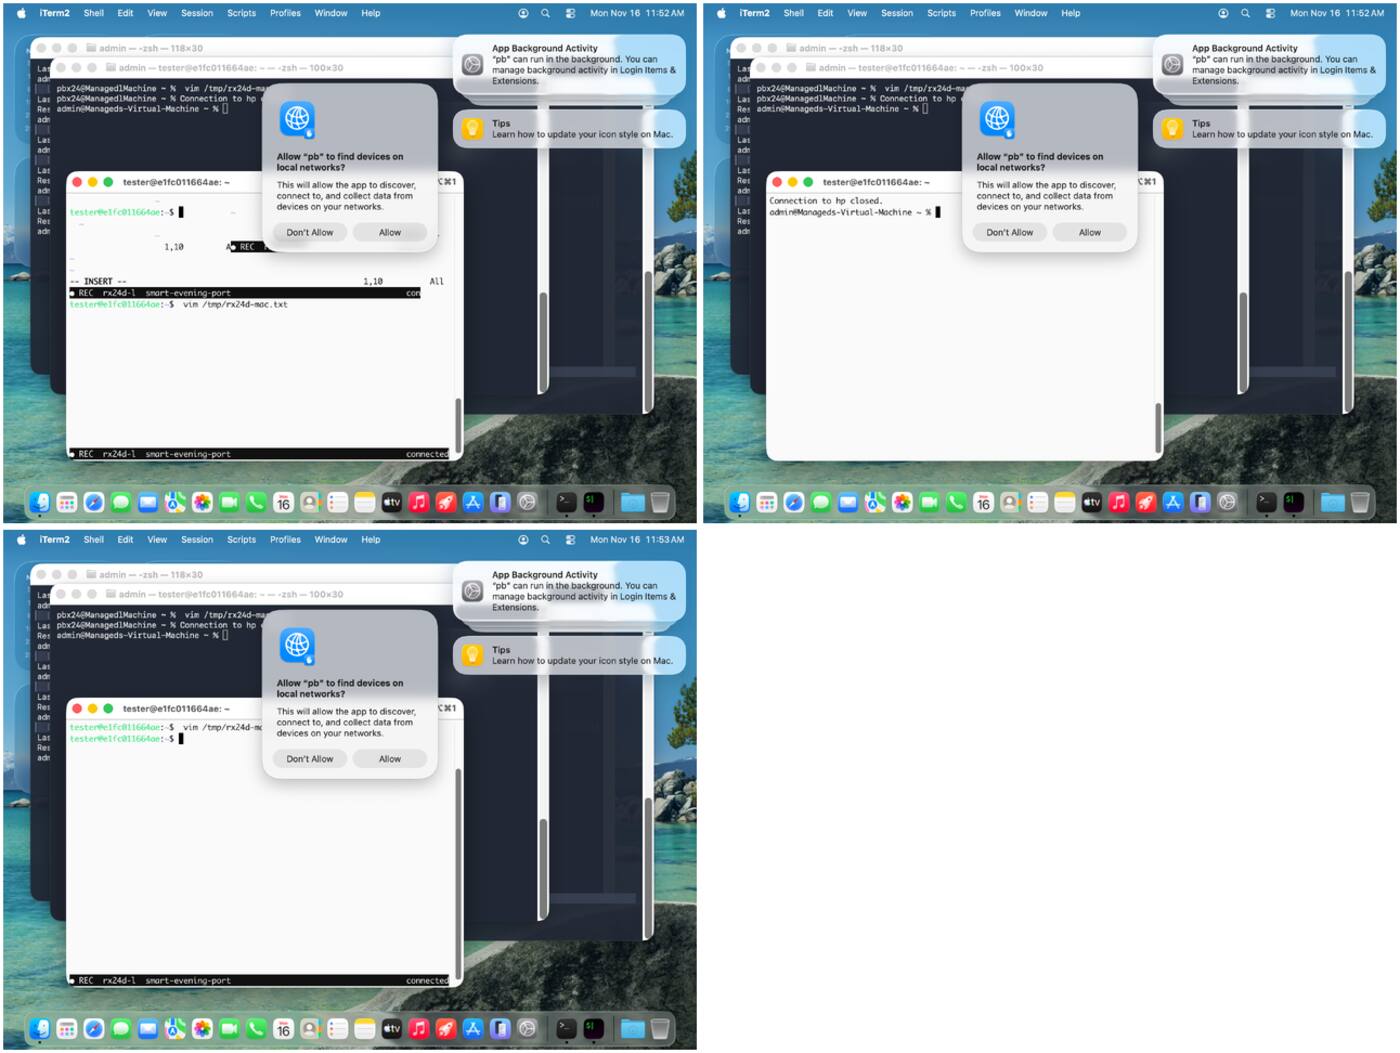 iTerm2 Shell Edit View Session Scripts Profiles Window Help Mon Nov 16 11:52 AM
admin — -zsh — 118×30
admin — tester@e1fc011664ae: ~ — -zsh — 100×30
pbx24@ManagedlMachine ~ % vim /tmp/rx24d-ma
pbx24@ManagedlMachine ~ % Connection to hp c
admin@Manageds-Virtual-Machine ~ %
App Background Activity
"pb" can run in the background. You can
manage background activity in Login Items &
Extensions.
Tips
Learn how to update your icon style on Mac.
Allow "pb" to find devices on
local networks?
This will allow the app to discover,
connect to, and collect data from
devices on your networks.
Don't Allow Allow
tester@e1fc011664ae: ~ ⌥⌘1
tester@e1fc011664ae:~$
1,10 A● REC
-- INSERT -- 1,10 All
● REC rx24d-l smart-evening-port con
tester@e1fc011664ae:~$ vim /tmp/rx24d-mac.txt
● REC rx24d-l smart-evening-port connected
16
tv
iTerm2 Shell Edit View Session Scripts Profiles Window Help Mon Nov 16 11:52 AM
admin — -zsh — 118×30
admin — tester@e1fc011664ae: ~ — -zsh — 100×30
pbx24@ManagedlMachine ~ % vim /tmp/rx24d-ma
pbx24@ManagedlMachine ~ % Connection to hp c
admin@Manageds-Virtual-Machine ~ %
App Background Activity
"pb" can run in the background. You can
manage background activity in Login Items &
Extensions.
Tips
Learn how to update your icon style on Mac.
Allow "pb" to find devices on
local networks?
This will allow the app to discover,
connect to, and collect data from
devices on your networks.
Don't Allow Allow
tester@e1fc011664ae: ~ ⌥⌘1
Connection to hp closed.
admin@Manageds-Virtual-Machine ~ %
16
tv
iTerm2 Shell Edit View Session Scripts Profiles Window Help Mon Nov 16 11:53 AM
admin — -zsh — 118×30
admin — tester@e1fc011664ae: ~ — -zsh — 100×30
pbx24@ManagedlMachine ~ % vim /tmp/rx24d-ma
pbx24@ManagedlMachine ~ % Connection to hp c
admin@Manageds-Virtual-Machine ~ %
App Background Activity
"pb" can run in the background. You can
manage background activity in Login Items &
Extensions.
Tips
Learn how to update your icon style on Mac.
Allow "pb" to find devices on
local networks?
This will allow the app to discover,
connect to, and collect data from
devices on your networks.
Don't Allow Allow
tester@e1fc011664ae: ~ ⌥⌘1
tester@e1fc011664ae:~$ vim /tmp/rx24d-ma
tester@e1fc011664ae:~$
● REC rx24d-l smart-evening-port connected
16
tv